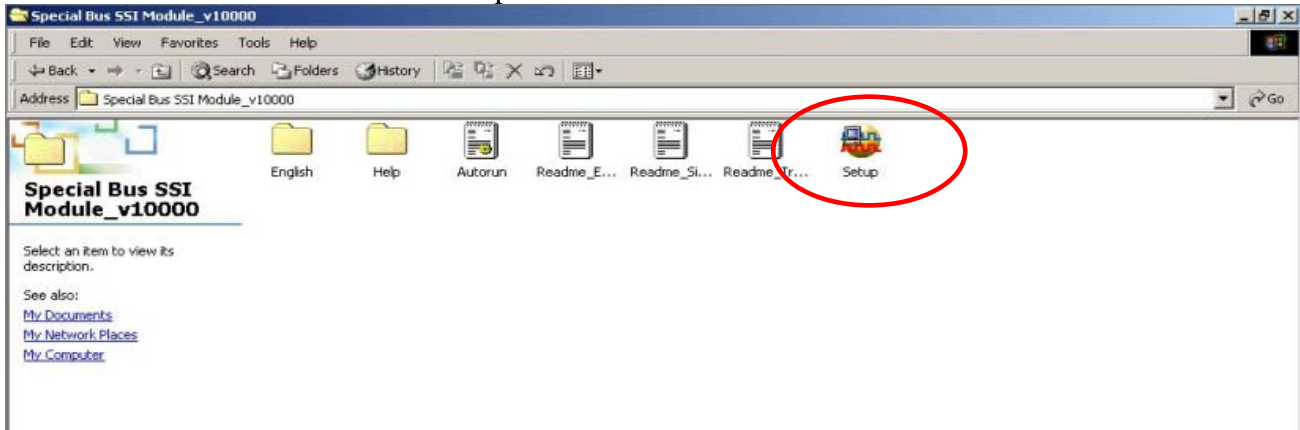 Special Bus SSI Module_v10000
File Edit View Favorites Tools Help
Back Search Folders History
Address Special Bus SSI Module_v10000 Go
English Help Autorun Readme_E... Readme_Si... Readme_Tr... Setup
Special Bus SSI
Module_v10000
Select an item to view its
description.
See also:
My Documents
My Network Places
My Computer